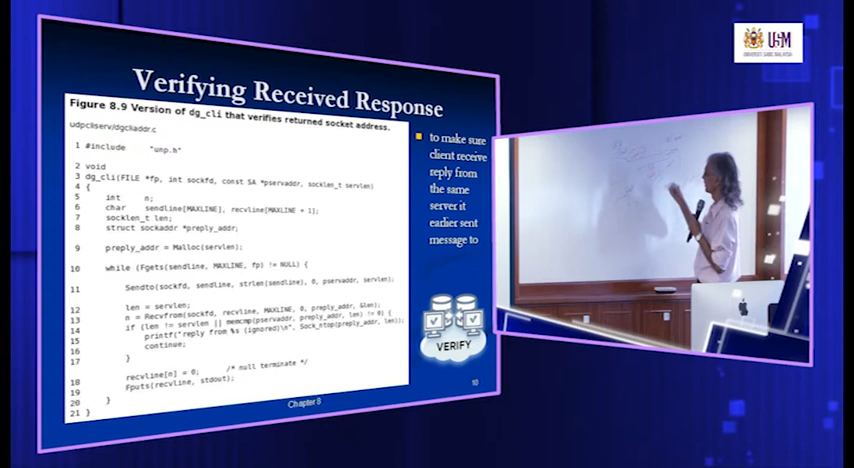 Verifying Received Response
Figure 8.9 Version of dg_cli that verifies returned socket address.
udpcliserv/dgcliaddr.c
1 #include "unp.h"
2 void
3 dg_cli(FILE *fp, int sockfd, const SA *pservaddr, socklen_t servlen)
4 {
5 int n;
6 char sendline[MAXLINE], recvline[MAXLINE + 1];
7 socklen_t len;
8 struct sockaddr *preply_addr;
9 preply_addr = Malloc(servlen);
10 while (Fgets(sendline, MAXLINE, fp) != NULL) {
11 Sendto(sockfd, sendline, strlen(sendline), 0, pservaddr, servlen);
12 len = servlen;
13 n = Recvfrom(sockfd, recvline, MAXLINE, 0, preply_addr, &len);
14 if (len != servlen || memcmp(pservaddr, preply_addr, len) != 0) {
15 printf("reply from %s (ignored)\n", Sock_ntop(preply_addr, len));
16 continue;
17 }
18 recvline[n] = 0; /* null terminate */
19 Fputs(recvline, stdout);
20 }
21 }
to make sure
client receive
reply from
the same
server it
earlier sent
message to
VERIFY
Chapter 8
10
USM
UNIVERSITI SAINS MALAYSIA